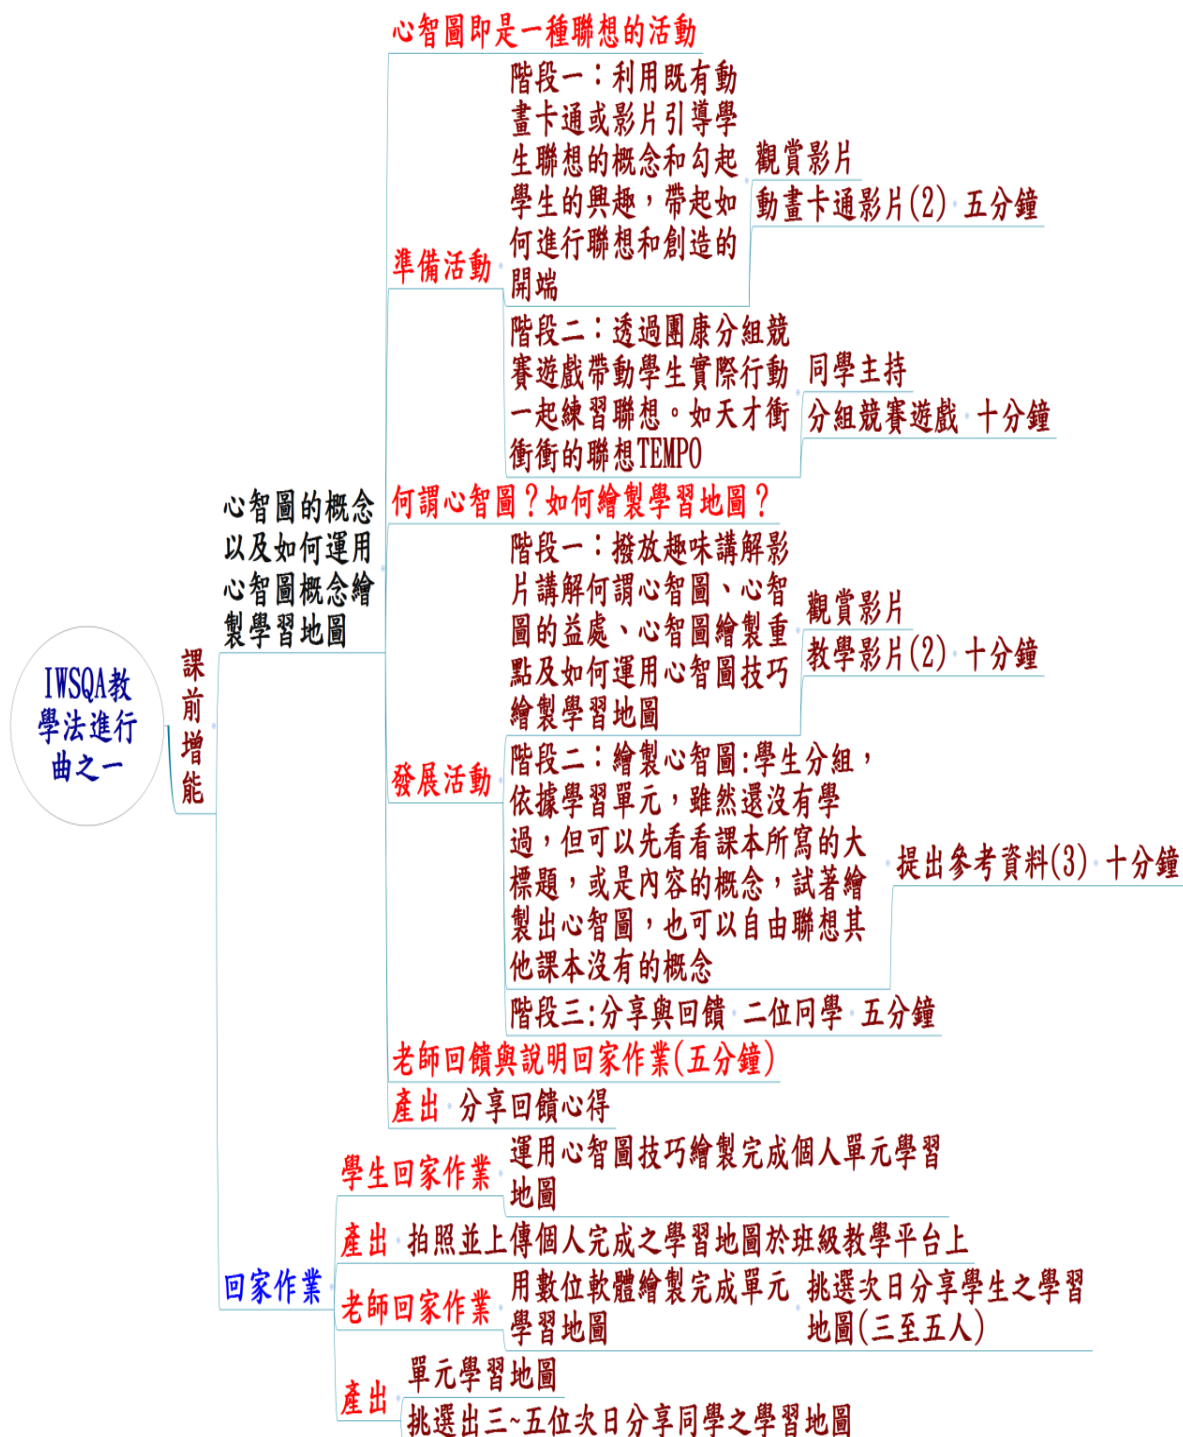 IWSQA教
學法進行
曲之一
課
前
增
能
心智圖的概念
以及如何運用
心智圖概念繪
製學習地圖
心智圖即是一種聯想的活動
準備活動
階段一：利用既有動
畫卡通或影片引導學
生聯想的概念和勾起
學生的興趣，帶起如
何進行聯想和創造的
開端
觀賞影片
動畫卡通影片(2) 五分鐘
階段二：透過團康分組競
賽遊戲帶動學生實際行動
一起練習聯想。如天才衝
衝衝的聯想TEMPO
同學主持
分組競賽遊戲 十分鐘
何謂心智圖？如何繪製學習地圖？
發展活動
階段一：撥放趣味講解影
片講解何謂心智圖、心智
圖的益處、心智圖繪製重
點及如何運用心智圖技巧
繪製學習地圖
觀賞影片
教學影片(2) 十分鐘
階段二：繪製心智圖:學生分組，
依據學習單元，雖然還沒有學
過，但可以先看看課本所寫的大
標題，或是內容的概念，試著繪
製出心智圖，也可以自由聯想其
他課本沒有的概念
提出參考資料(3) 十分鐘
階段三:分享與回饋 二位同學 五分鐘
老師回饋與說明回家作業(五分鐘)
產出 分享回饋心得
回家作業
學生回家作業
運用心智圖技巧繪製完成個人單元學習
地圖
產出 拍照並上傳個人完成之學習地圖於班級教學平台上
老師回家作業
用數位軟體繪製完成單元
學習地圖
挑選次日分享學生之學習
地圖(三至五人)
產出
單元學習地圖
挑選出三~五位次日分享同學之學習地圖